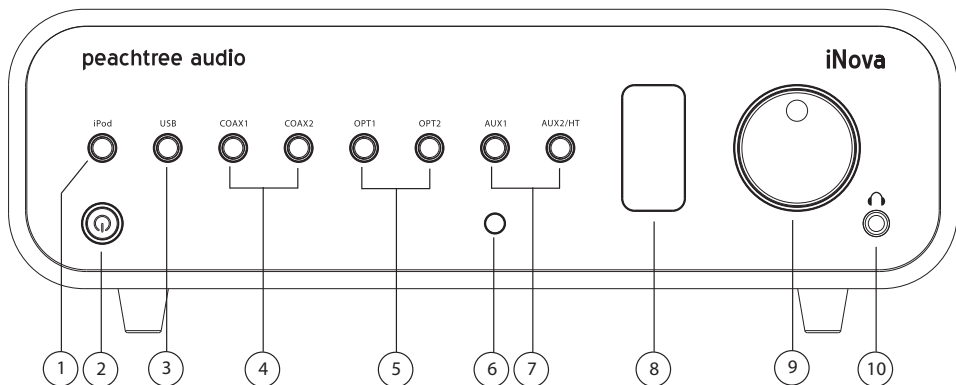 peachtree audio iNova
iPod USB COAX1 COAX2 OPT1 OPT2 AUX1 AUX2/HT
1 2 3 4 5 6 7 8 9 10